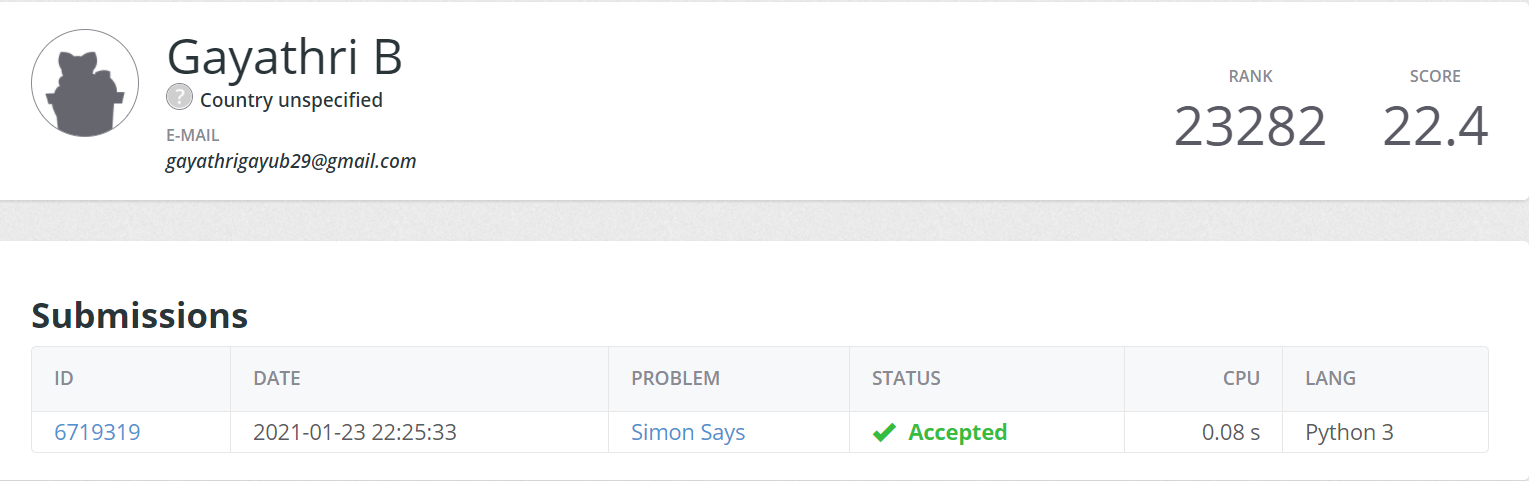 Gayathri B
? Country unspecified
E-MAIL
gayathrigayub29@gmail.com
RANK SCORE
23282 22.4
Submissions
ID DATE PROBLEM STATUS CPU LANG
6719319 2021-01-23 22:25:33 Simon Says Accepted 0.08 s Python 3